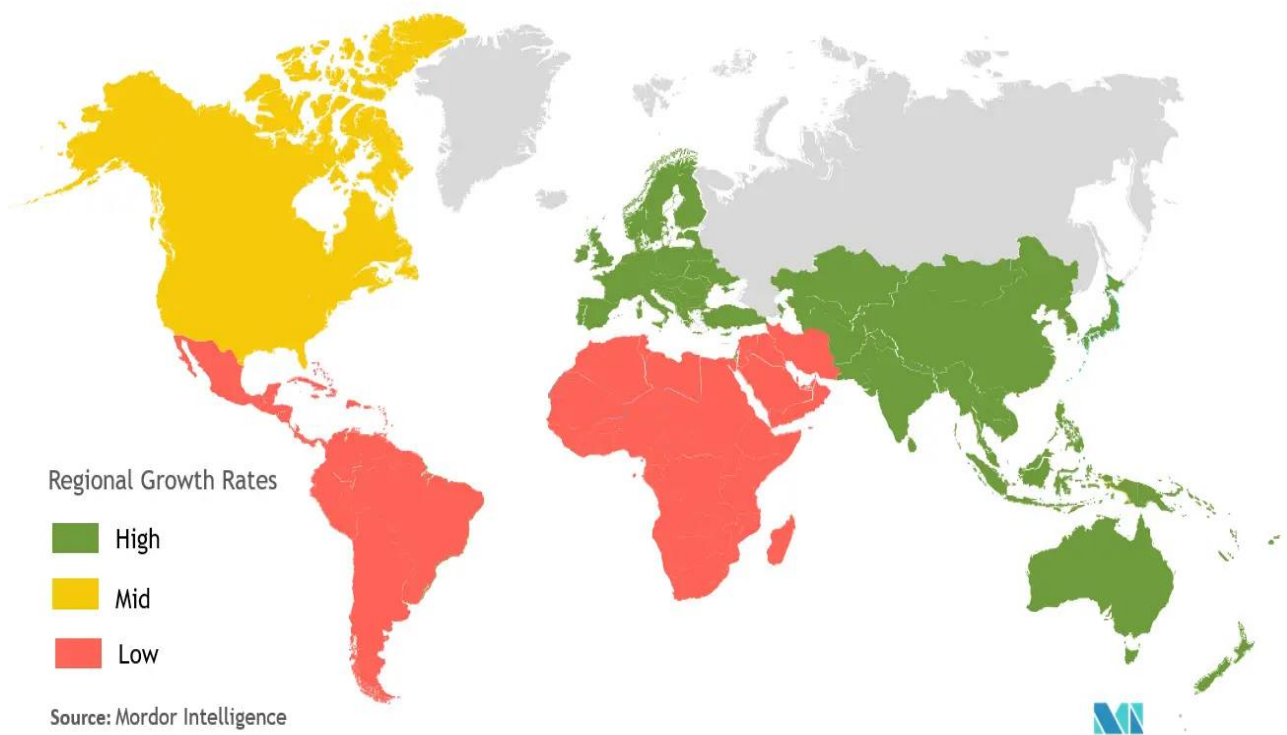 Regional Growth Rates
High
Mid
Low
Source: Mordor Intelligence